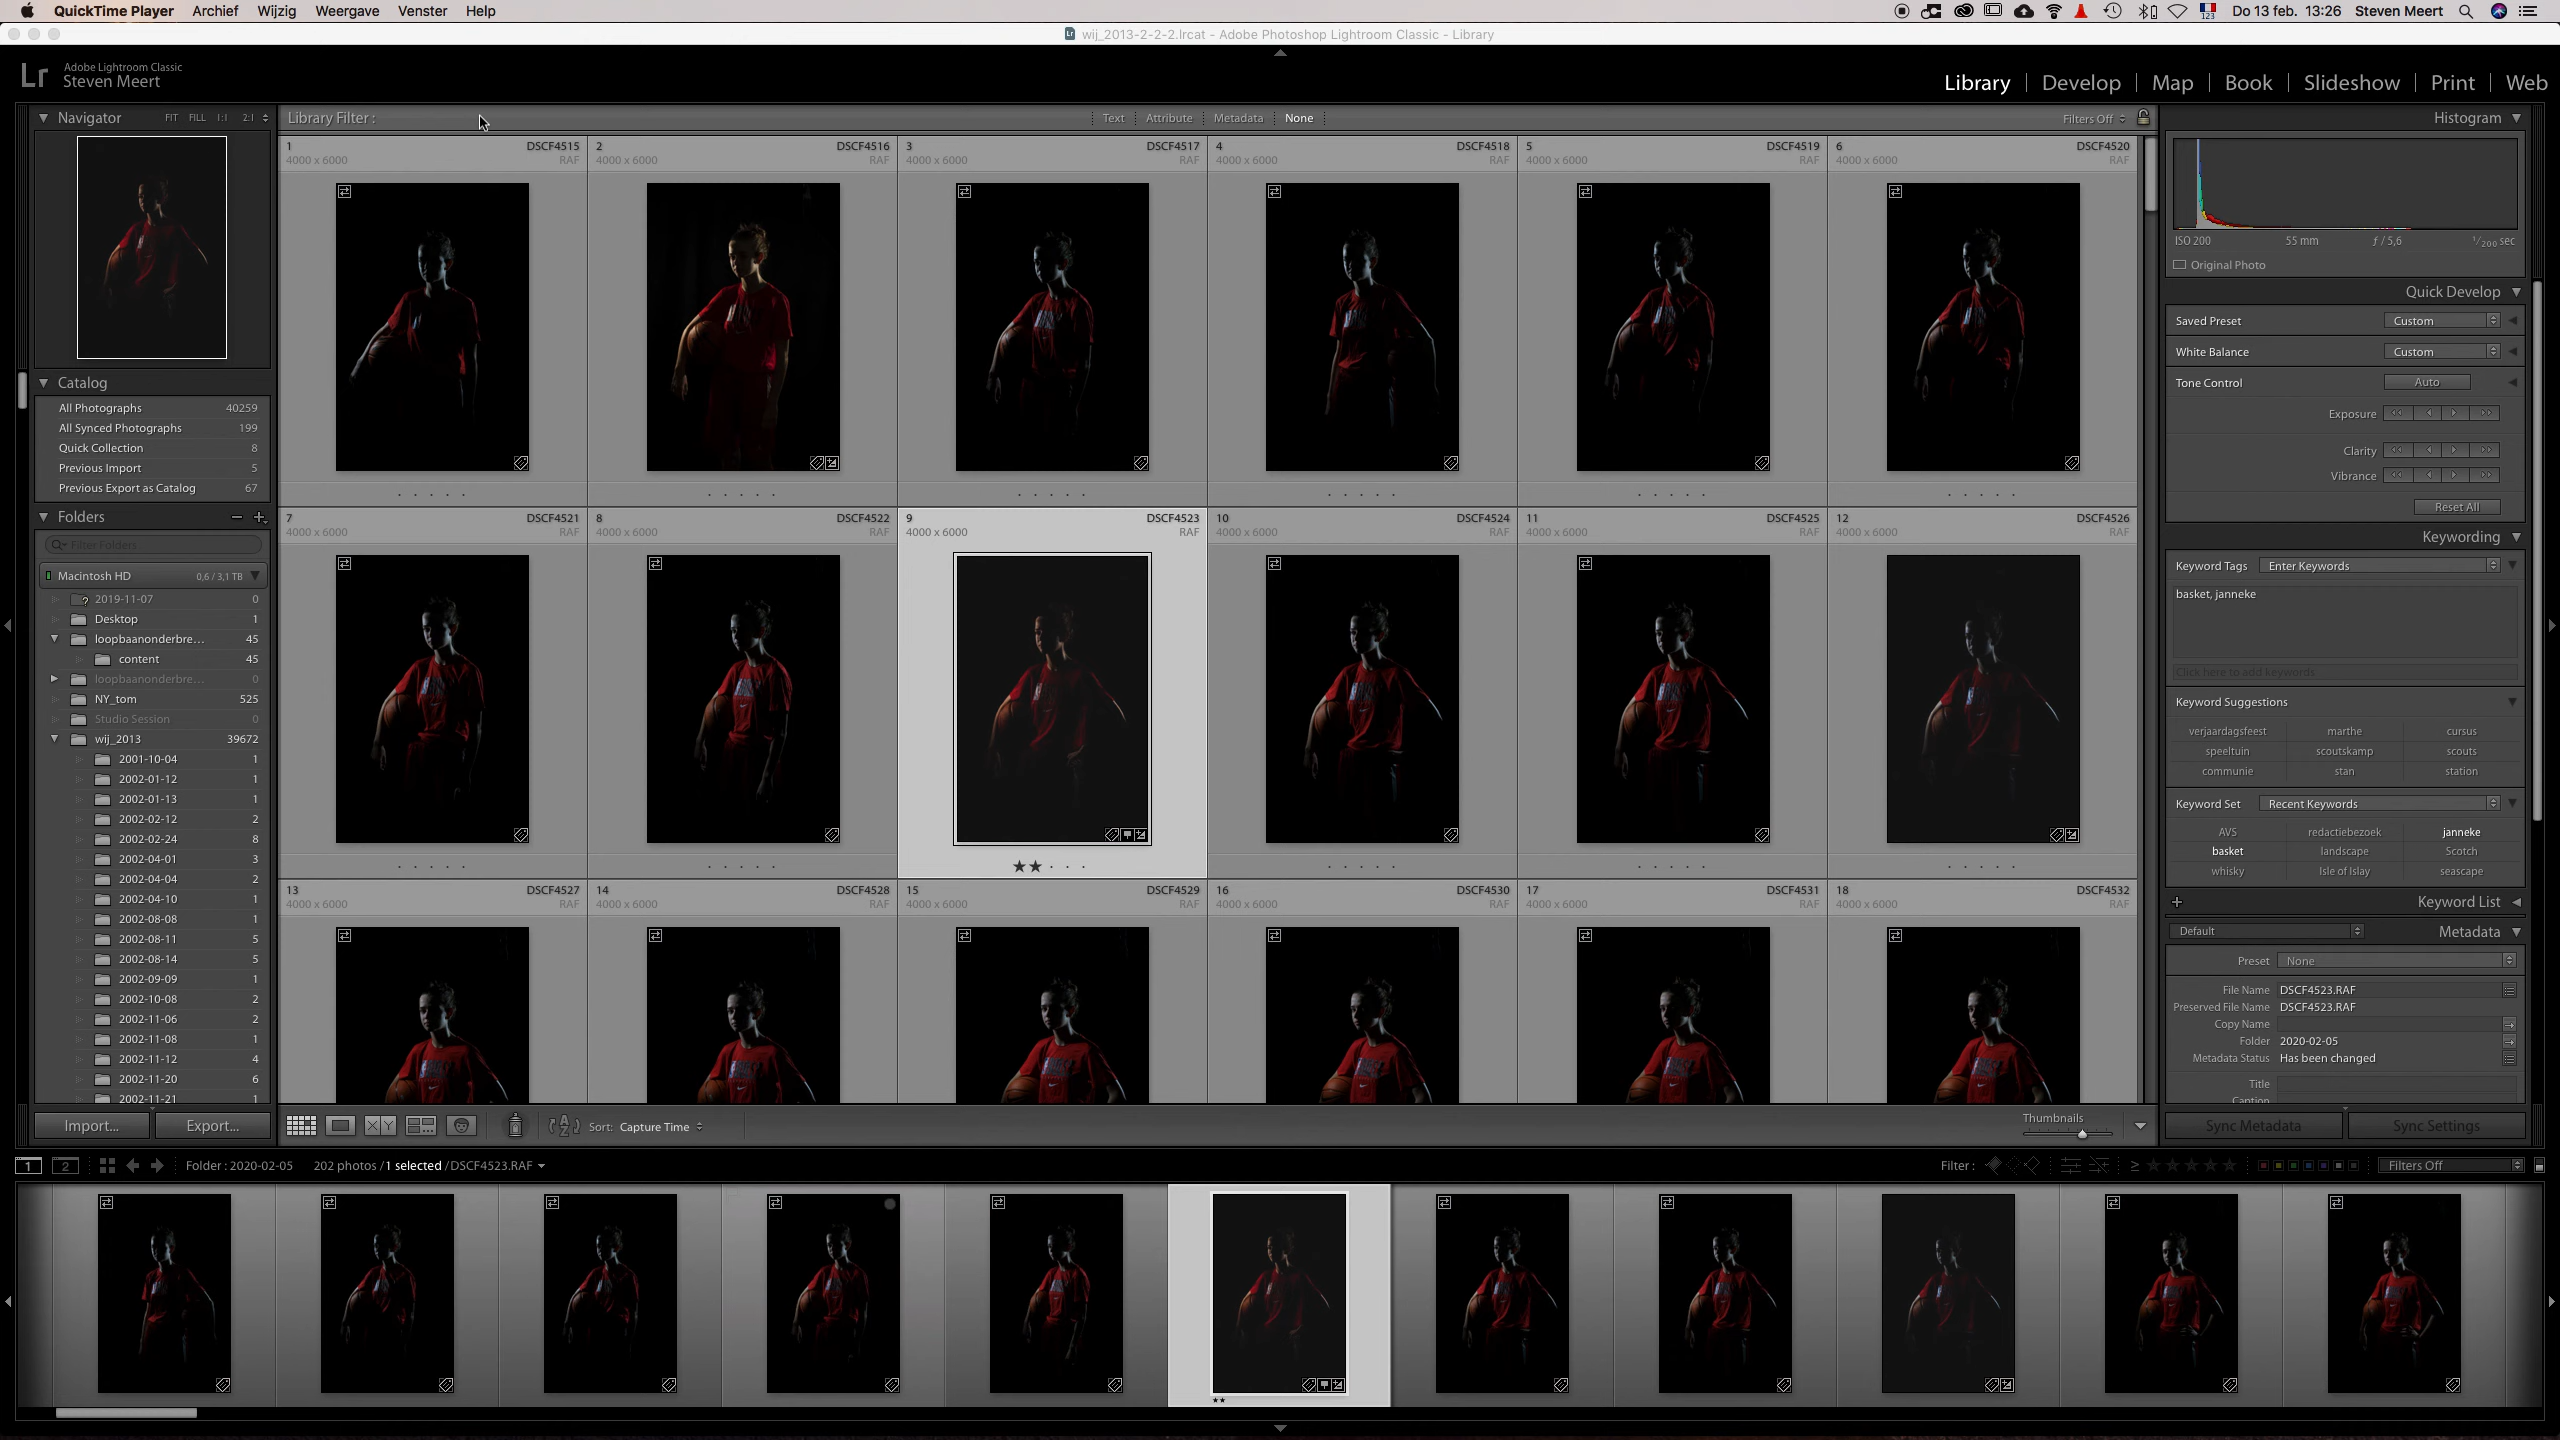 QuickTime Player Archief Wijzig Weergave Venster Help Do 13 feb. 13:26 Steven Meert
wij_2013-2-2-2.lrcat - Adobe Photoshop Lightroom Classic - Library
Lr Adobe Lightroom Classic
Steven Meert
Library | Develop | Map | Book | Slideshow | Print | Web
Navigator FIT FILL 1:1 2:1
Library Filter : Text Attribute Metadata None Filters Off
Histogram
1 DSCF4515 2 DSCF4516 3 DSCF4517 4 DSCF4518 5 DSCF4519 6 DSCF4520
4000 x 6000 RAF 4000 x 6000 RAF 4000 x 6000 RAF 4000 x 6000 RAF 4000 x 6000 RAF 4000 x 6000 RAF
ISO 200 55 mm ƒ / 5,6 1/200 sec
Original Photo
Quick Develop
Saved Preset Custom
White Balance Custom
Tone Control Auto
Exposure
Clarity
Vibrance
Reset All
Catalog
All Photographs 40259
All Synced Photographs 199
Quick Collection 8
Previous Import 5
Previous Export as Catalog 67
Folders
Filter Folders
Macintosh HD 0,6 / 3,1 TB
2019-11-07 0
Desktop 1
loopbaanonderbre... 45
content 45
loopbaanonderbre... 0
NY_tom 525
Studio Session 0
wij_2013 39672
2001-10-04 1
2002-01-12 1
2002-01-13 1
2002-02-12 2
2002-02-24 8
2002-04-01 3
2002-04-04 2
2002-04-10 1
2002-08-08 1
2002-08-11 5
2002-08-14 5
2002-09-09 1
2002-10-08 2
2002-11-06 2
2002-11-08 1
2002-11-12 4
2002-11-20 6
2002-11-21 1
7 DSCF4521 8 DSCF4522 9 DSCF4523 10 DSCF4524 11 DSCF4525 12 DSCF4526
4000 x 6000 RAF 4000 x 6000 RAF 4000 x 6000 RAF 4000 x 6000 RAF 4000 x 6000 RAF 4000 x 6000 RAF
13 DSCF4527 14 DSCF4528 15 DSCF4529 16 DSCF4530 17 DSCF4531 18 DSCF4532
4000 x 6000 RAF 4000 x 6000 RAF 4000 x 6000 RAF 4000 x 6000 RAF 4000 x 6000 RAF 4000 x 6000 RAF
Keywording
Keyword Tags Enter Keywords
basket, janneke
Click here to add keywords
Keyword Suggestions
verjaardagsfeest marthe cursus
speeltuin scoutskamp scouts
communie stan station
Keyword Set Recent Keywords
AVS redactiebezoek janneke
basket landscape Scotch
whisky Isle of Islay seascape
Keyword List
Default Metadata
Preset None
File Name DSCF4523.RAF
Preserved File Name DSCF4523.RAF
Copy Name
Folder 2020-02-05
Metadata Status Has been changed
Title
Caption
Import... Export... Sort: Capture Time Thumbnails Sync Metadata Sync Settings
1 2 Folder : 2020-02-05 202 photos / 1 selected / DSCF4523.RAF Filter : Filters Off